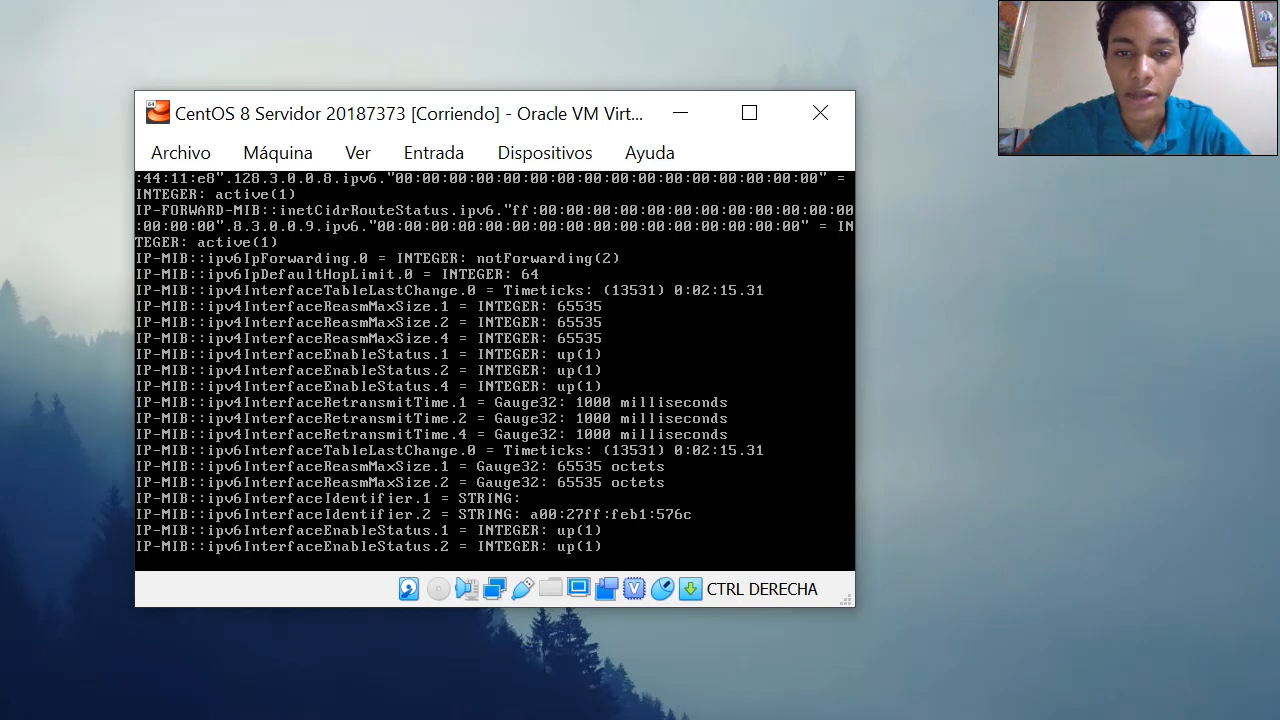 CentOS 8 Servidor 20187373 [Corriendo] - Oracle VM Virt...
Archivo Máquina Ver Entrada Dispositivos Ayuda
:44:11:e8".128.3.0.0.8.ipv6."00:00:00:00:00:00:00:00:00:00:00:00:00:00:00:00" =
INTEGER: active(1)
IP-FORWARD-MIB::inetCidrRouteStatus.ipv6."ff:00:00:00:00:00:00:00:00:00:00:00:00
:00:00:00".8.3.0.0.9.ipv6."00:00:00:00:00:00:00:00:00:00:00:00:00:00:00:00" = IN
TEGER: active(1)
IP-MIB::ipv6IpForwarding.0 = INTEGER: notForwarding(2)
IP-MIB::ipv6IpDefaultHopLimit.0 = INTEGER: 64
IP-MIB::ipv4InterfaceTableLastChange.0 = Timeticks: (13531) 0:02:15.31
IP-MIB::ipv4InterfaceReasmMaxSize.1 = INTEGER: 65535
IP-MIB::ipv4InterfaceReasmMaxSize.2 = INTEGER: 65535
IP-MIB::ipv4InterfaceReasmMaxSize.4 = INTEGER: 65535
IP-MIB::ipv4InterfaceEnableStatus.1 = INTEGER: up(1)
IP-MIB::ipv4InterfaceEnableStatus.2 = INTEGER: up(1)
IP-MIB::ipv4InterfaceEnableStatus.4 = INTEGER: up(1)
IP-MIB::ipv4InterfaceRetransmitTime.1 = Gauge32: 1000 milliseconds
IP-MIB::ipv4InterfaceRetransmitTime.2 = Gauge32: 1000 milliseconds
IP-MIB::ipv4InterfaceRetransmitTime.4 = Gauge32: 1000 milliseconds
IP-MIB::ipv6InterfaceTableLastChange.0 = Timeticks: (13531) 0:02:15.31
IP-MIB::ipv6InterfaceReasmMaxSize.1 = Gauge32: 65535 octets
IP-MIB::ipv6InterfaceReasmMaxSize.2 = Gauge32: 65535 octets
IP-MIB::ipv6InterfaceIdentifier.1 = STRING:
IP-MIB::ipv6InterfaceIdentifier.2 = STRING: a00:27ff:feb1:576c
IP-MIB::ipv6InterfaceEnableStatus.1 = INTEGER: up(1)
IP-MIB::ipv6InterfaceEnableStatus.2 = INTEGER: up(1)
CTRL DERECHA